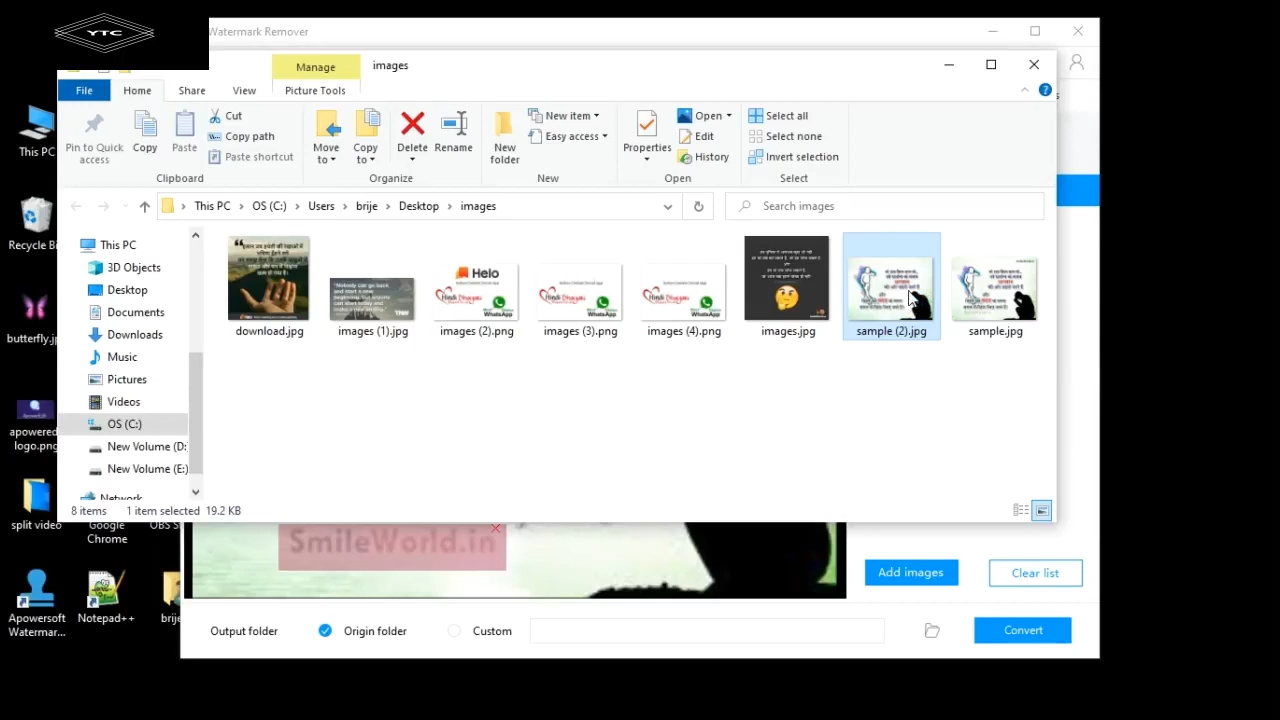 YTC
Watermark Remover
Manage
images
File
Home
Share
View
Picture Tools
Pin to Quick access
Copy
Paste
Cut
Copy path
Paste shortcut
Clipboard
Move to
Copy to
Delete
Rename
Organize
New folder
New item
Easy access
New
Properties
Open
Edit
History
Open
Select all
Select none
Invert selection
Select
This PC > OS (C:) > Users > brije > Desktop > images
Search images
This PC
3D Objects
Desktop
Documents
Downloads
Music
Pictures
Videos
OS (C:)
New Volume (D:
New Volume (E:)
Network
Helo
WhatsApp
WhatsApp
WhatsApp
download.jpg
images (1).jpg
images (2).png
images (3).png
images (4).png
images.jpg
sample (2).jpg
sample.jpg
8 items
1 item selected 19.2 KB
This PC
Recycle Bi
butterfly.j
apowered
logo.png
split video
Google Chrome
OBS S
Apowersoft
Watermar...
Notepad++
brije
SmileWorld.in
Add images
Clear list
Output folder
Origin folder
Custom
Convert